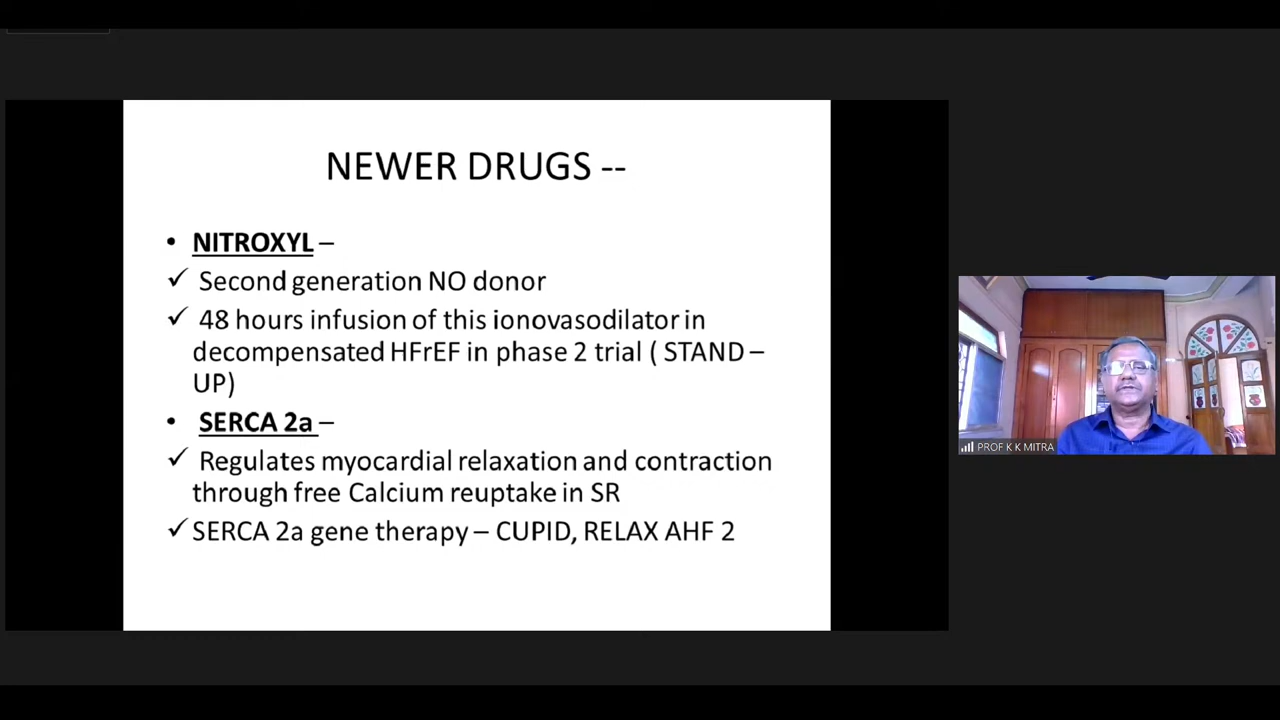 NEWER DRUGS --
• NITROXYL –
✓ Second generation NO donor
✓ 48 hours infusion of this ionovasodilator in
decompensated HFrEF in phase 2 trial ( STAND –
UP)
• SERCA 2a –
✓ Regulates myocardial relaxation and contraction
through free Calcium reuptake in SR
✓ SERCA 2a gene therapy – CUPID, RELAX AHF 2
PROF K K MITRA